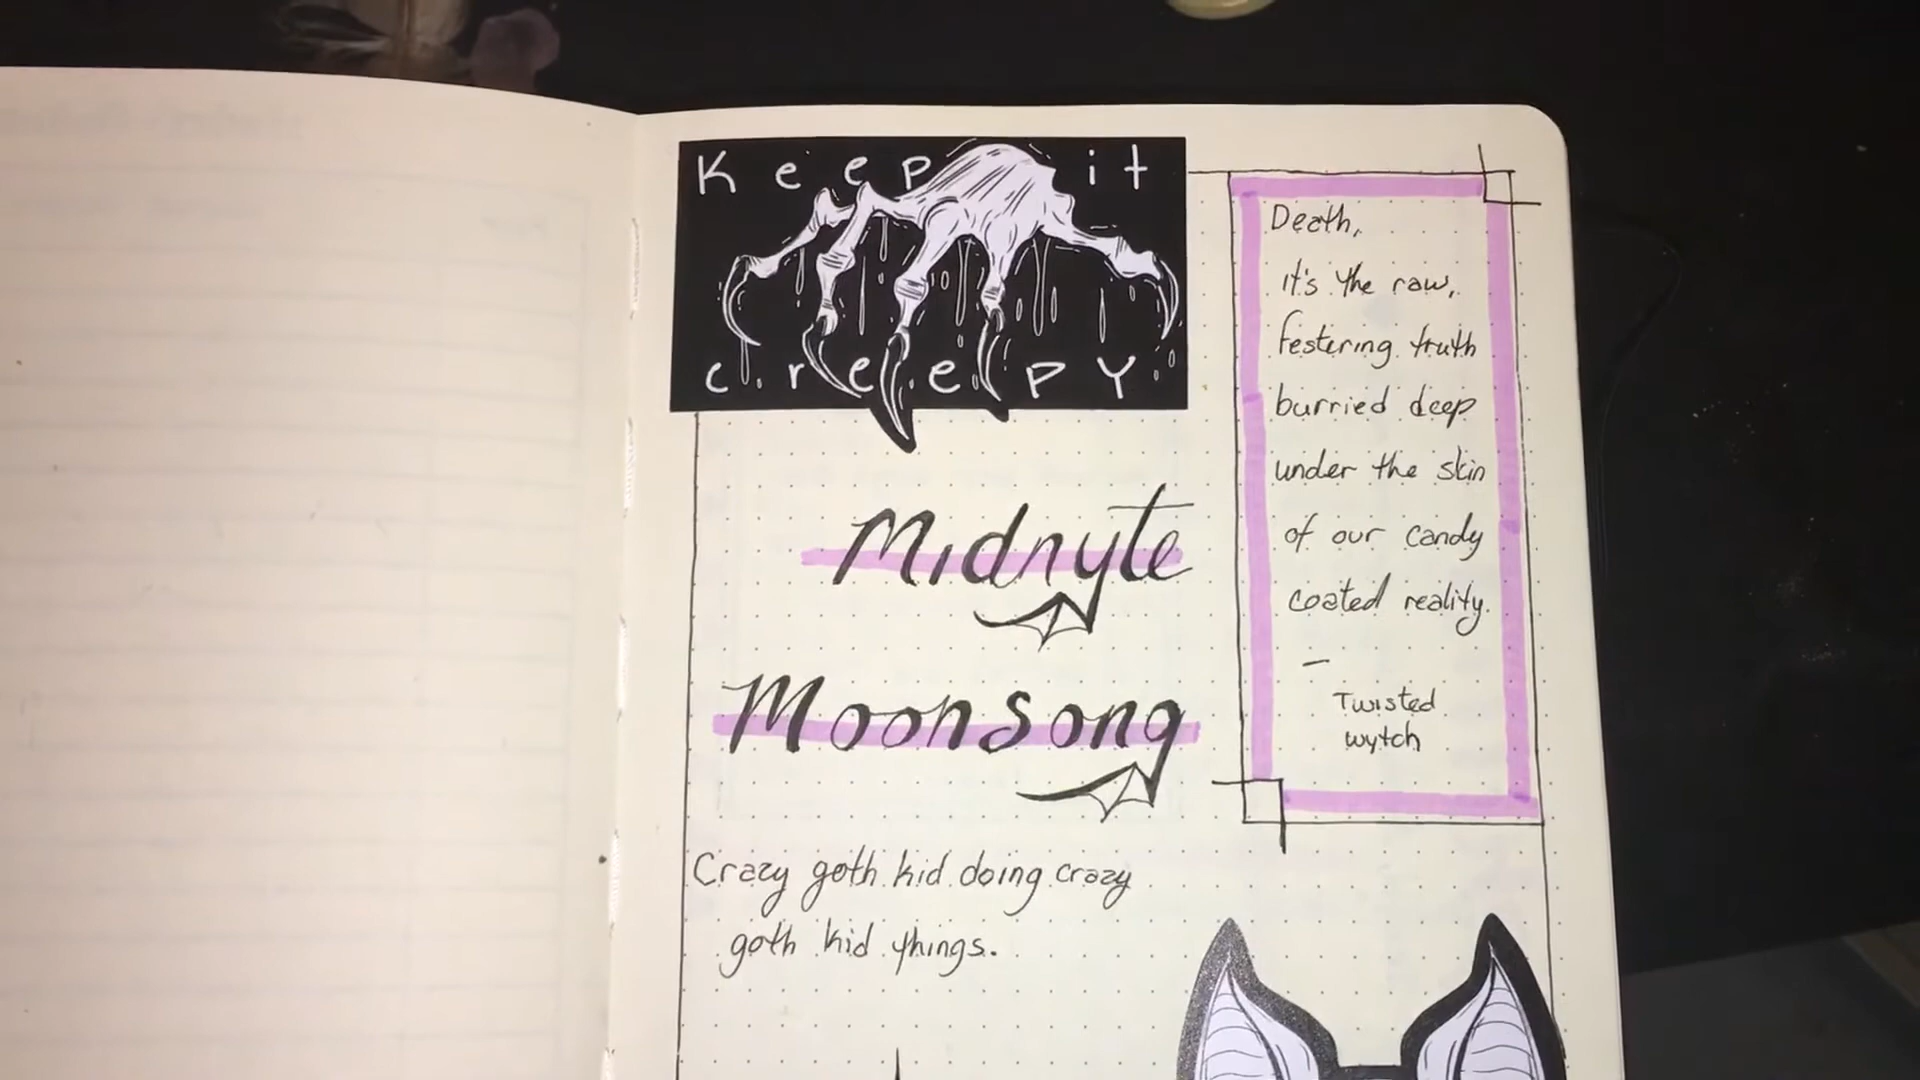 Keep it
creepy
Midnyte
Moonsong
Crazy goth kid doing crazy
goth kid things.
Death,
it's the raw,
festering truth
burried deep
under the skin
of our candy
coated reality.
—
Twisted
wytch